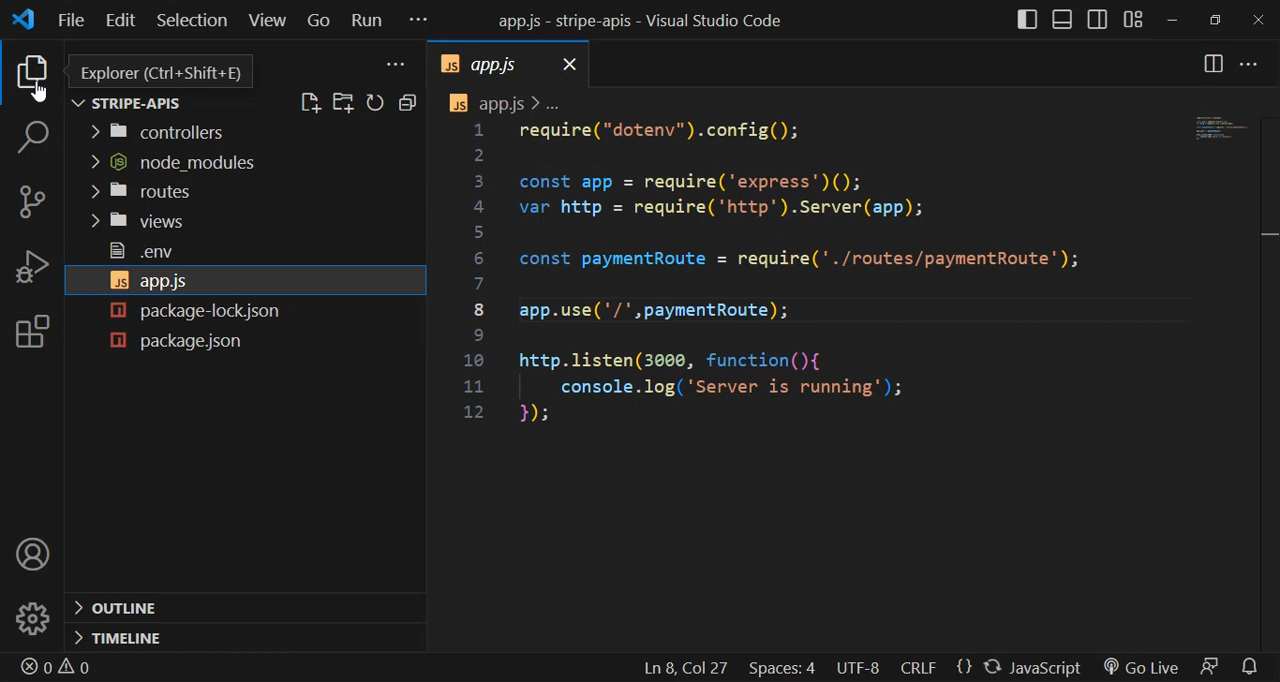 File Edit Selection View Go Run ··· app.js - stripe-apis - Visual Studio Code
Explorer (Ctrl+Shift+E)
STRIPE-APIS
controllers
node_modules
routes
views
.env
app.js
package-lock.json
package.json
OUTLINE
TIMELINE
JS app.js
JS app.js > ...
1 require("dotenv").config();
2
3 const app = require('express')();
4 var http = require('http').Server(app);
5
6 const paymentRoute = require('./routes/paymentRoute');
7
8 app.use('/',paymentRoute);
9
10 http.listen(3000, function(){
11 console.log('Server is running');
12 });
0 0 Ln 8, Col 27 Spaces: 4 UTF-8 CRLF {} JavaScript Go Live